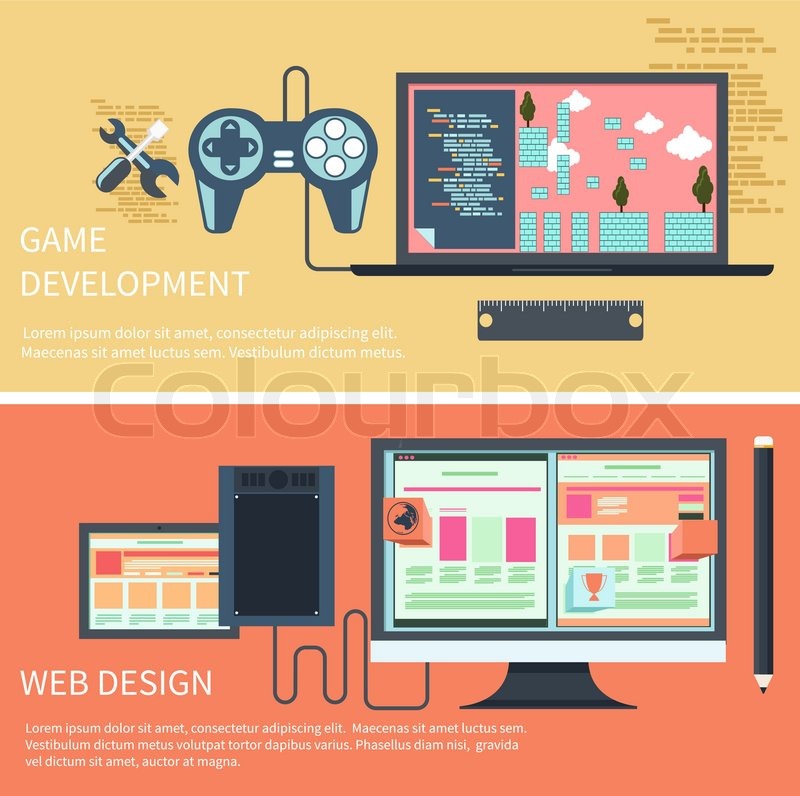 GAME
DEVELOPMENT
Lorem ipsum dolor sit amet, consectetur adipiscing elit.
Maecenas sit amet luctus sem. Vestibulum dictum metus.
Colourbox
WEB DESIGN
Lorem ipsum dolor sit amet, consectetur adipiscing elit. Maecenas sit amet luctus sem.
Vestibulum dictum metus volutpat tortor dapibus varius. Phasellus diam nisl, gravida
vel dictum sit amet, auctor at magna.